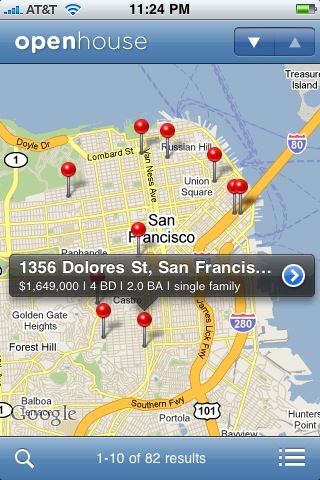 AT&T 11:24 PM
openhouse
Treasure
Island
Doyle Dr
80
1
Lombard St
Russian Hill
Van Ness Ave
Union
Square
San
Francisco
Panhandle
1356 Dolores St, San Francis...
$1,649,000 | 4 BD | 2.0 BA | single family
Castro
Golden Gate
Heights
280
James Lick Fwy
Forest Hill
Balboa
Terrace
Google
Southern Fwy
101
Portola
Hunters
Point
Bayview
1-10 of 82 results